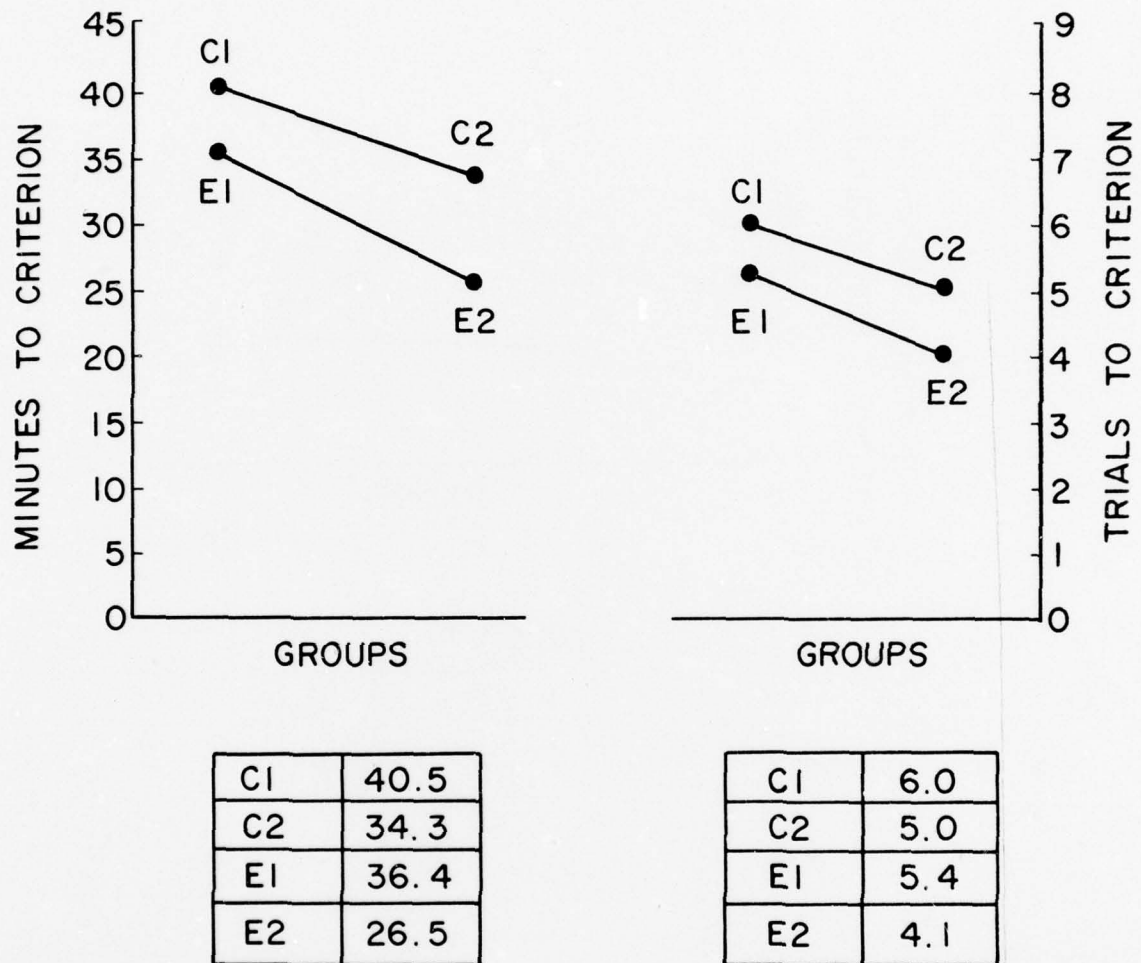 MINUTES TO CRITERION
45
40
35
30
25
20
15
10
5
0
C1
C2
E1
E2
GROUPS
C1
C2
E1
E2
GROUPS
9
8
7
6
5
4
3
2
1
0
TRIALS TO CRITERION
C1 40.5
C2 34.3
E1 36.4
E2 26.5
C1 6.0
C2 5.0
E1 5.4
E2 4.1